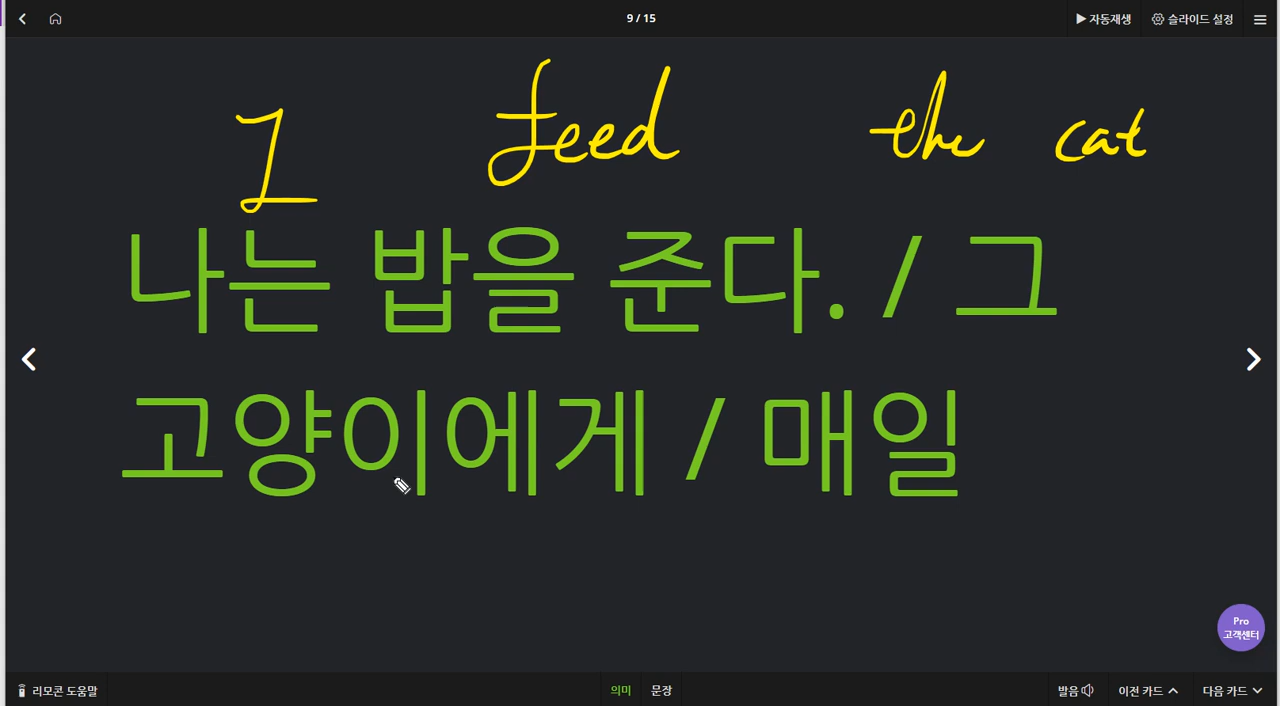 9 / 15
자동재생
슬라이드 설정
I feed the cat
나는 밥을 준다. / 그
고양이에게 / 매일
Pro
고객센터
리모콘 도움말
의미
문장
발음
이전 카드
다음 카드